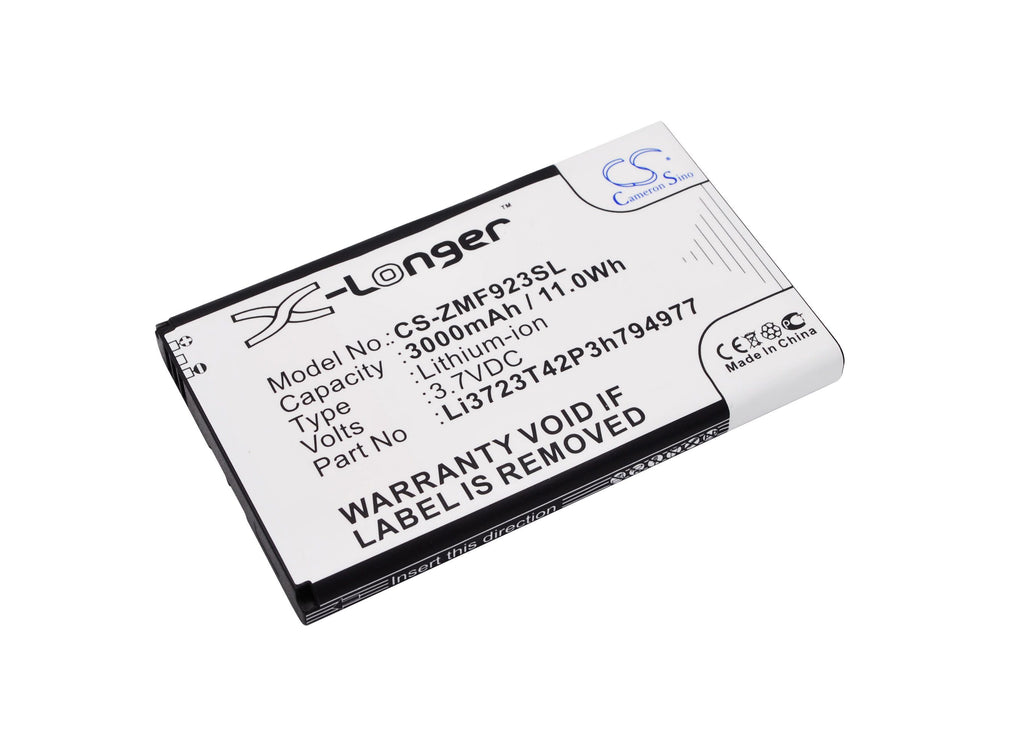 CS
Cameron Sino
X-Longer™
Model No.: CS-ZMF923SL
Capacity : 3000mAh / 11.0Wh
Type : Lithium-ion
Volts : 3.7VDC
Part No : Li3723T42P3h794977
WARRANTY VOID IF
LABEL IS REMOVED
CE
Made in China
Insert this direction